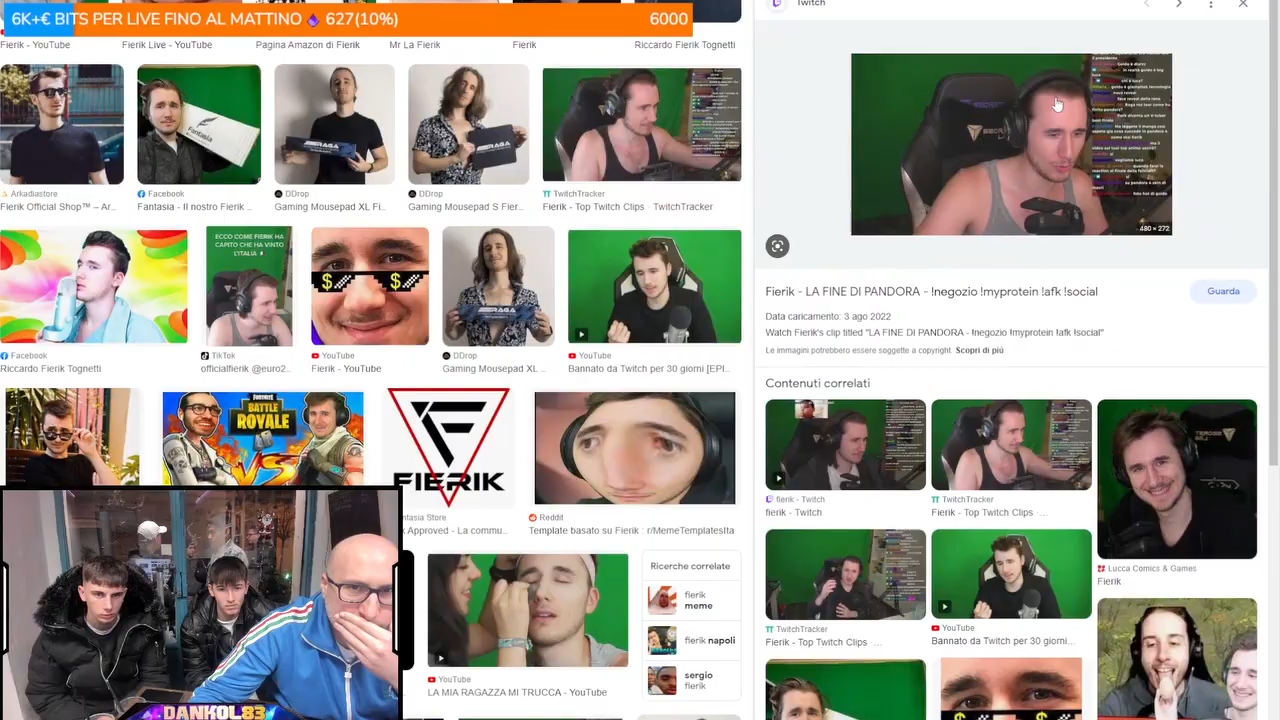 6K+€ BITS PER LIVE FINO AL MATTINO 627(10%) 6000
Twitch
Fierik - YouTube
Fierik Live - YouTube
Pagina Amazon di Fierik
Mr La Fierik
Fierik
Riccardo Fierik Tognetti
Arkadiastore
Fierik Official Shop™ – Ar...
Fantasia
Facebook
Fantasia - Il nostro Fierik ...
DDrop
Gaming Mousepad XL Fi...
DDrop
Gaming Mousepad S Fier...
TwitchTracker
Fierik - Top Twitch Clips · TwitchTracker
480 × 272
Fierik - LA FINE DI PANDORA - !negozio !myprotein !afk !social
Guarda
Data caricamento: 3 ago 2022
Watch Fierik's clip titled "LA FINE DI PANDORA - !negozio !myprotein !afk !social"
Le immagini potrebbero essere soggette a copyright. Scopri di più
Facebook
Riccardo Fierik Tognetti
ECCO COME FIERIK HA
CAPITO CHE HA VINTO
L'ITALIA
TikTok
officialfierik @euro2...
YouTube
Fierik - YouTube
DDrop
Gaming Mousepad XL ...
YouTube
Bannato da Twitch per 30 giorni [EPI...
FORTNITE
BATTLE
ROYALE
VS
FIERIK
ntasia Store
k Approved - La commu...
Reddit
Template basato su Fierik : r/MemeTemplatesIta
YouTube
LA MIA RAGAZZA MI TRUCCA - YouTube
Ricerche correlate
fierik
meme
fierik napoli
sergio
fierik
Contenuti correlati
fierik - Twitch
fierik - Twitch
TwitchTracker
Fierik - Top Twitch Clips · ...
Lucca Comics & Games
Fierik
TwitchTracker
Fierik - Top Twitch Clips · ...
YouTube
Bannato da Twitch per 30 giorni...
DANKOL83